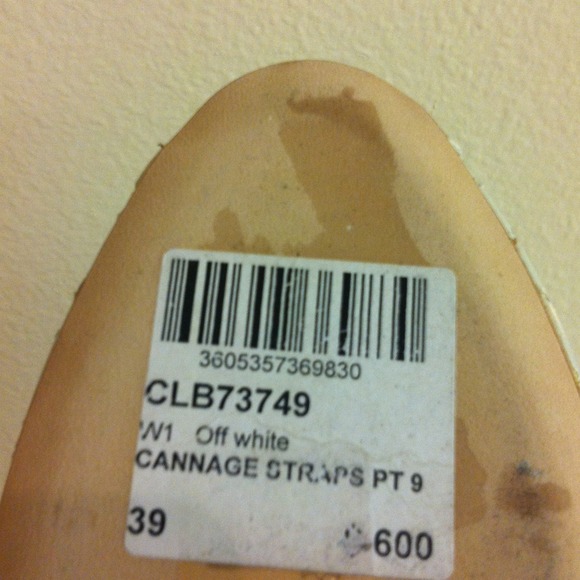 3605357369830
CLB73749
W1 Off white
CANNAGE STRAPS PT 9
39 600